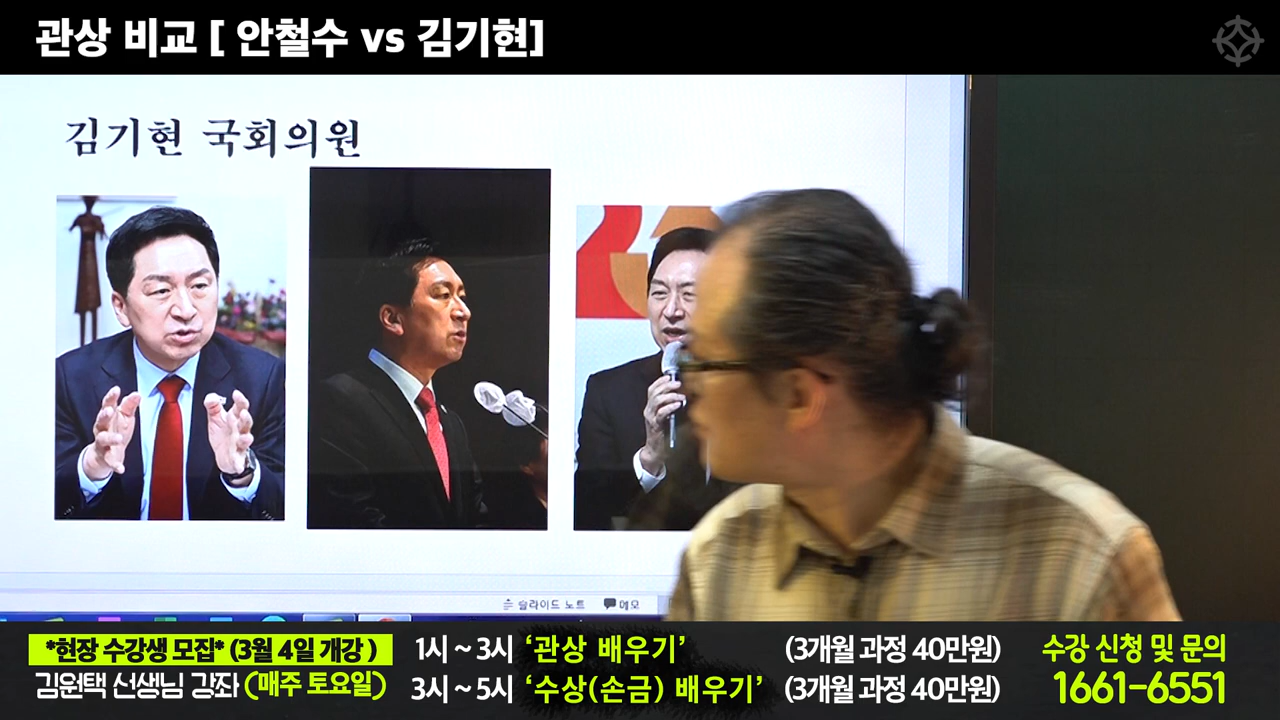 관상 비교 [ 안철수 vs 김기현]
김기현 국회의원
슬라이드 노트 메모
*현장 수강생 모집* (3월 4일 개강 )
김원택 선생님 강좌 (매주 토요일)
1시 ~ 3시 ‘관상 배우기’ (3개월 과정 40만원)
3시 ~ 5시 ‘수상(손금) 배우기’ (3개월 과정 40만원)
수강 신청 및 문의
1661-6551